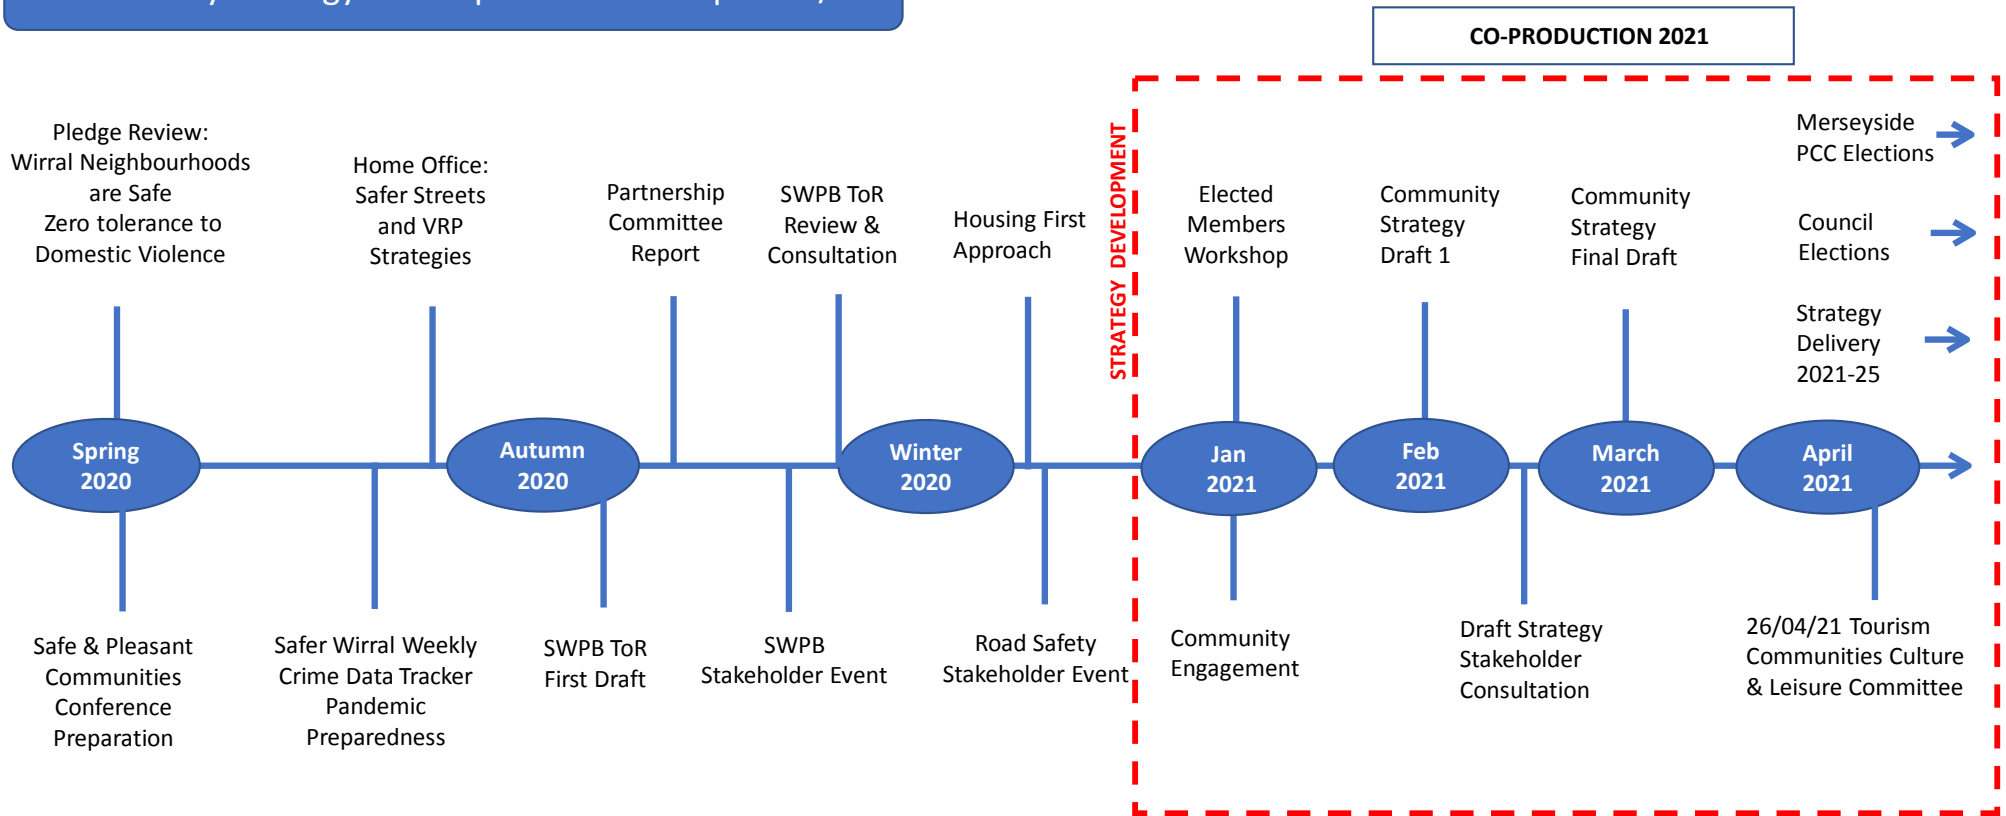 CO-PRODUCTION 2021
STRATEGY DEVELOPMENT
Pledge Review:
Wirral Neighbourhoods
are Safe
Zero tolerance to
Domestic Violence
Home Office:
Safer Streets
and VRP
Strategies
Partnership
Committee
Report
SWPB ToR
Review &
Consultation
Housing First
Approach
Elected
Members
Workshop
Community
Strategy
Draft 1
Community
Strategy
Final Draft
Merseyside
PCC Elections
Council
Elections
Strategy
Delivery
2021-25
Spring
2020
Autumn
2020
Winter
2020
Jan
2021
Feb
2021
March
2021
April
2021
Safe & Pleasant
Communities
Conference
Preparation
Safer Wirral Weekly
Crime Data Tracker
Pandemic
Preparedness
SWPB ToR
First Draft
SWPB
Stakeholder Event
Road Safety
Stakeholder Event
Community
Engagement
Draft Strategy
Stakeholder
Consultation
26/04/21 Tourism
Communities Culture
& Leisure Committee